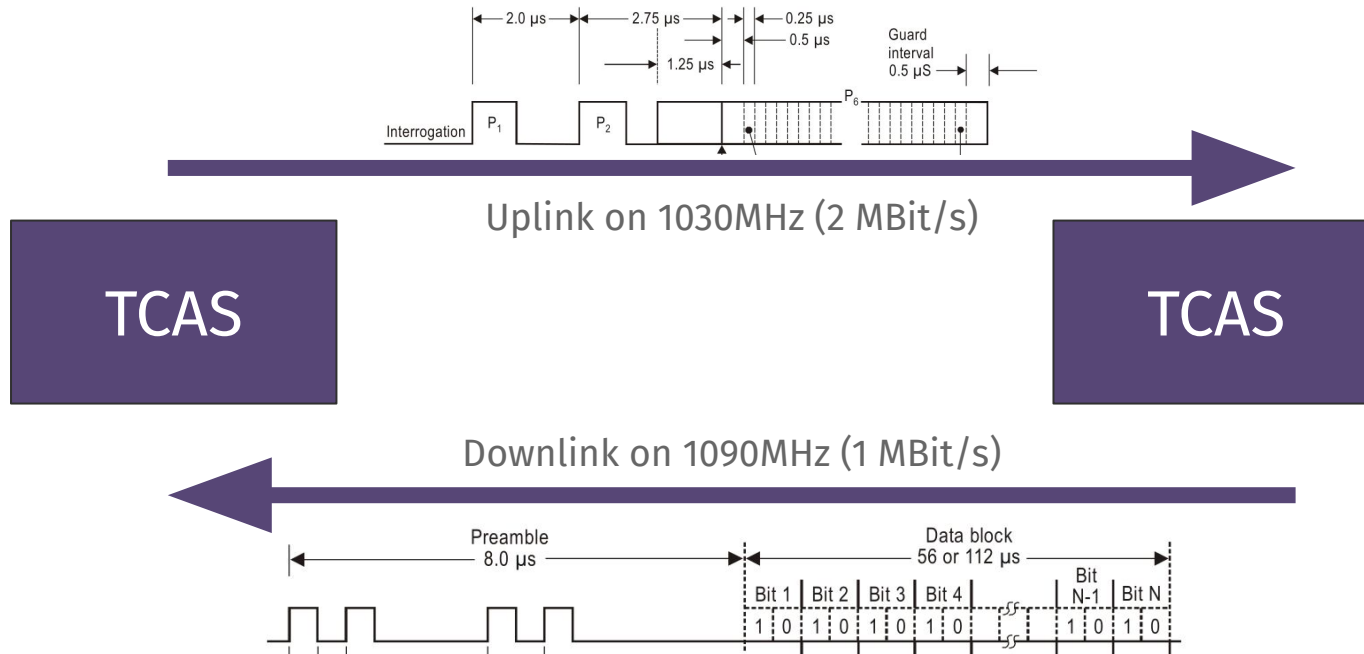 2.0 µs
2.75 µs
0.25 µs
0.5 µs
1.25 µs
Guard
interval
0.5 µS
Interrogation
P1
P2
P6
Uplink on 1030MHz (2 MBit/s)
TCAS
TCAS
Downlink on 1090MHz (1 MBit/s)
Preamble
8.0 µs
Data block
56 or 112 µs
Bit 1 Bit 2 Bit 3 Bit 4 Bit N-1 Bit N
1 0 1 0 1 0 1 0 1 0 1 0